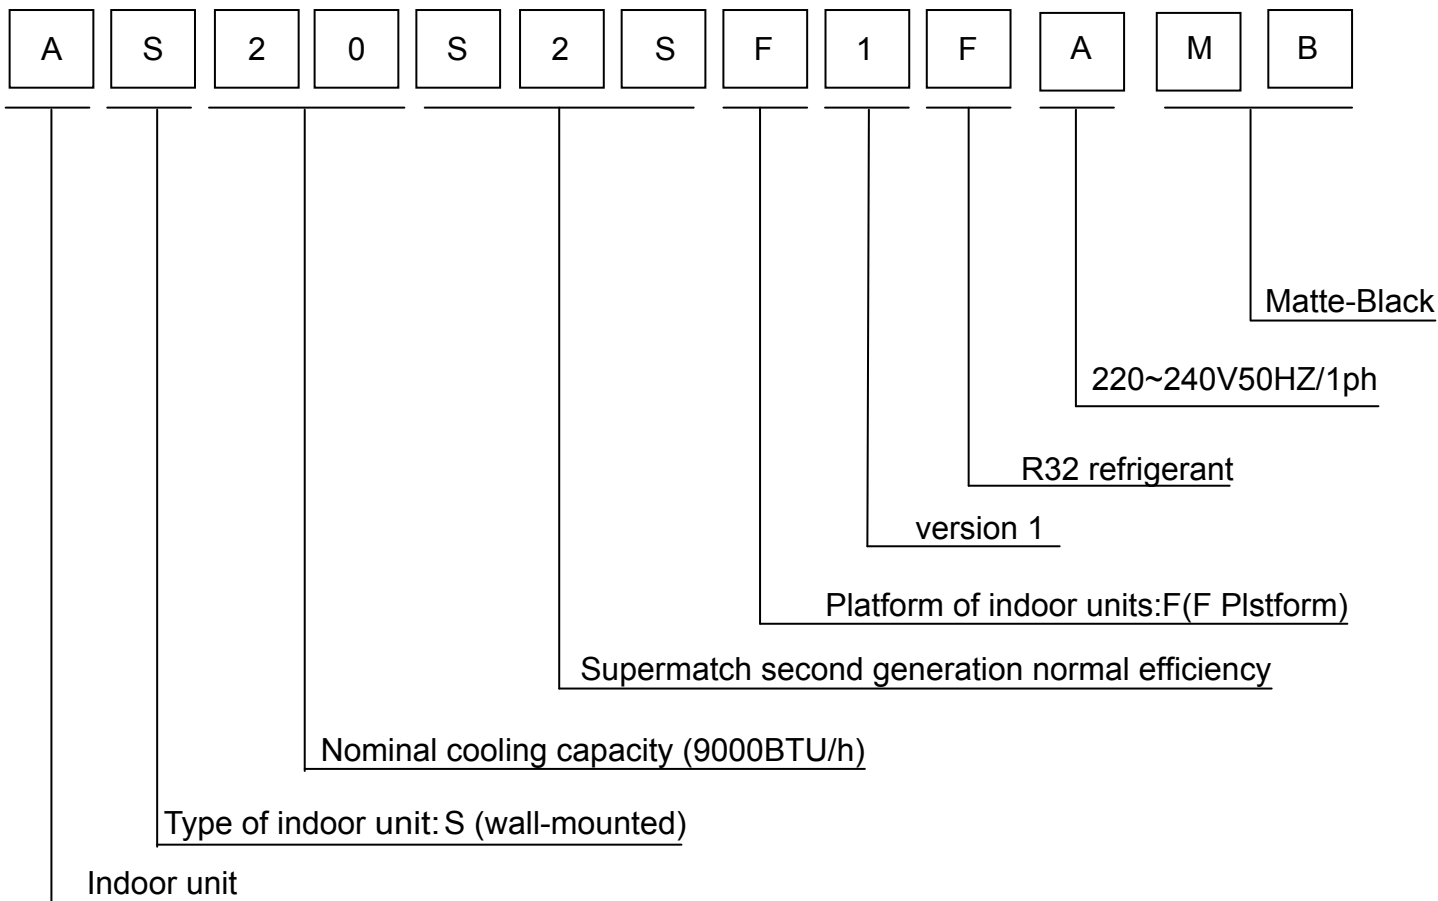 A S 2 0 S 2 S F 1 F A M B
Matte-Black
220~240V50HZ/1ph
R32 refrigerant
version 1
Platform of indoor units:F(F Plstform)
Supermatch second generation normal efficiency
Nominal cooling capacity (9000BTU/h)
Type of indoor unit: S (wall-mounted)
Indoor unit